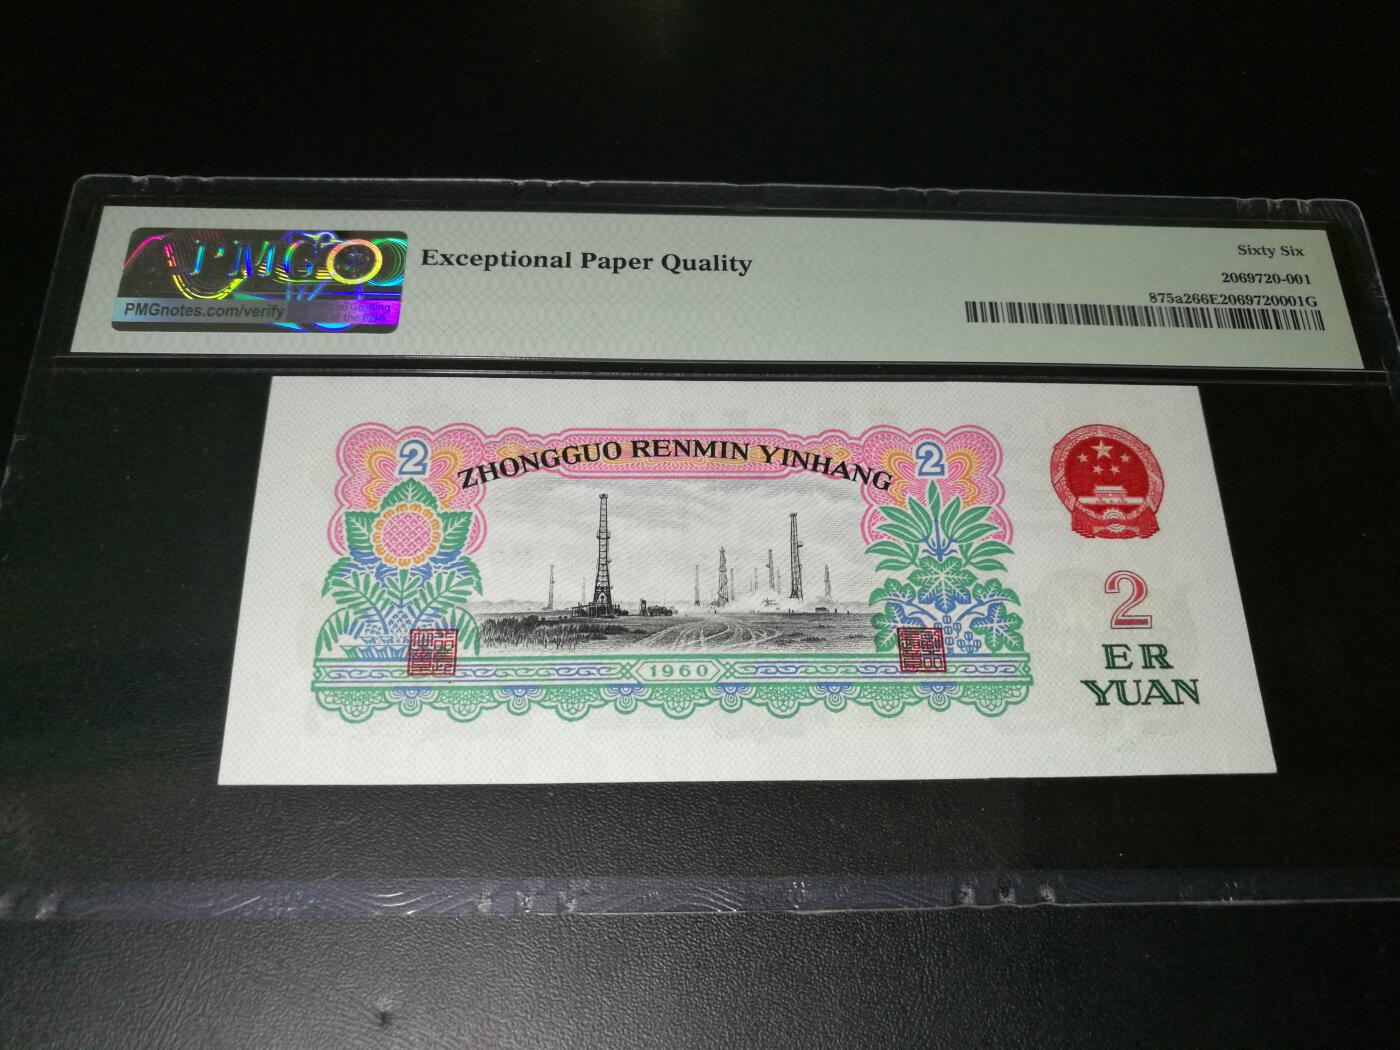 PMG
PMGnotes.com/verify
Exceptional Paper Quality
Sixty Six
2069720-001
875a266E2069720001G
2
ZHONGGUO RENMIN YINHANG
2
1960
2
ER
YUAN